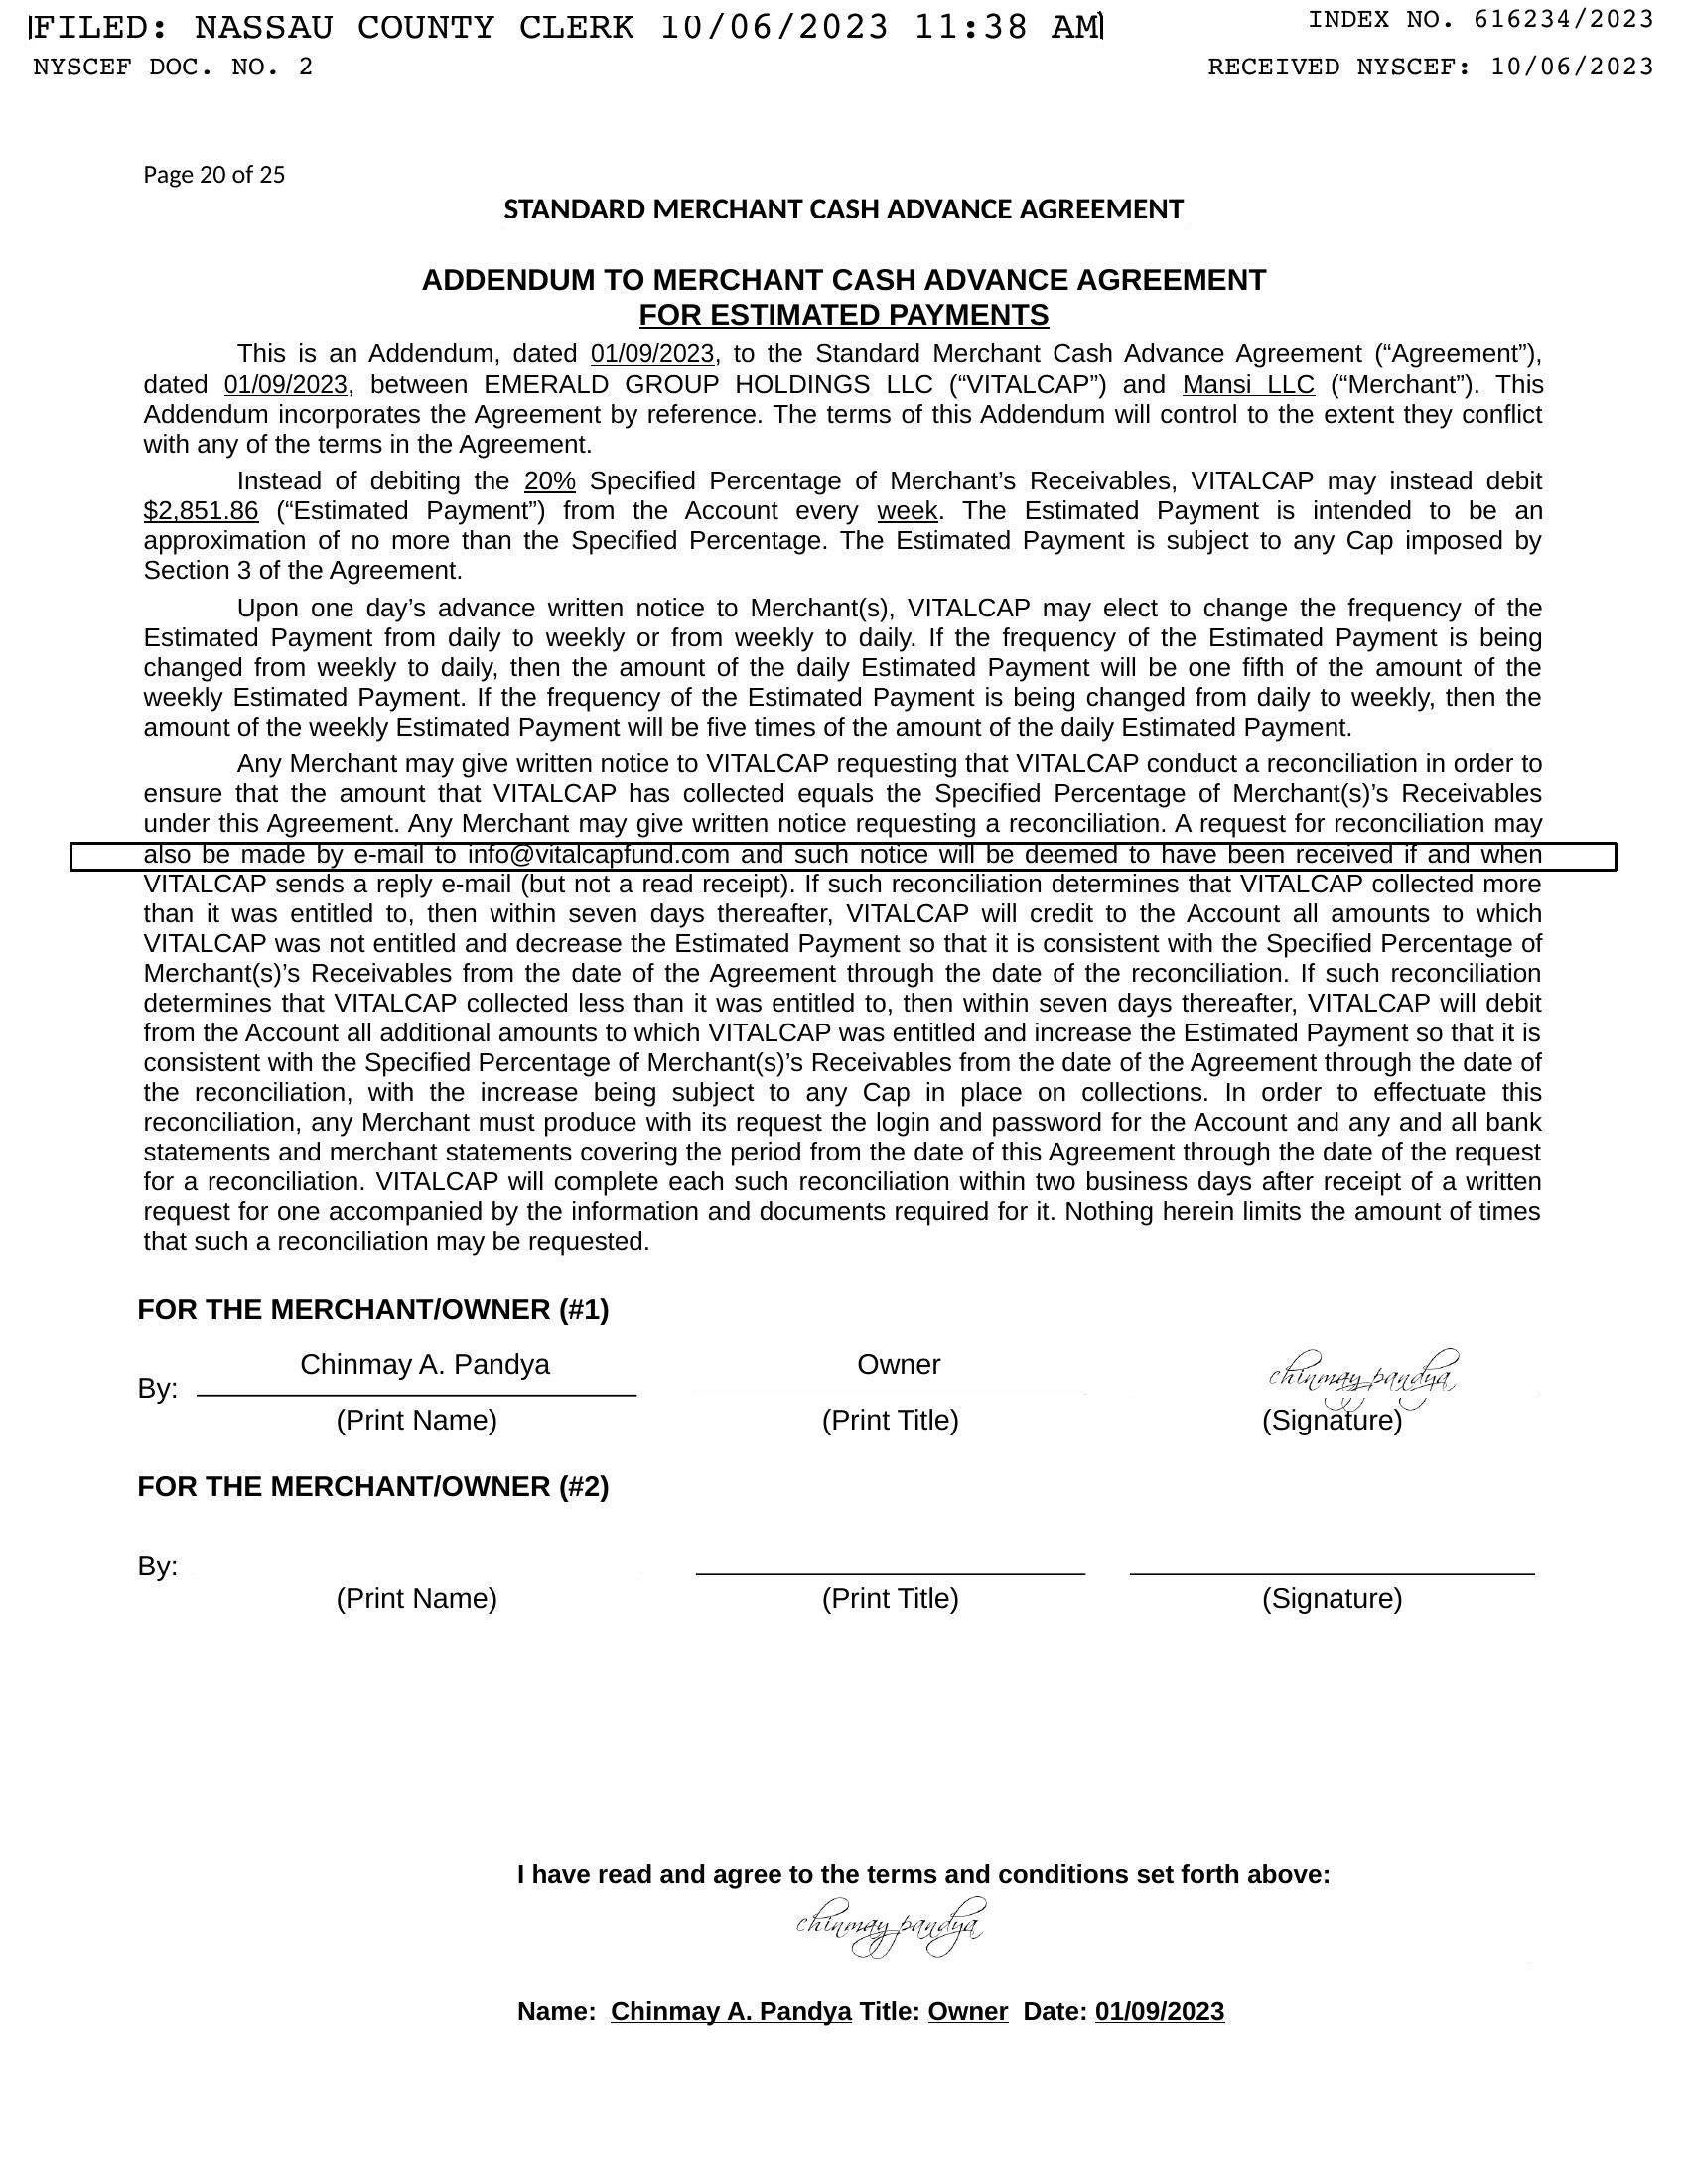 FILED: NASSAU COUNTY CLERK 10/06/2023 11:38 AM
INDEX NO. 616234/2023
NYSCEF DOC. NO. 2
RECEIVED NYSCEF: 10/06/2023
Page 20 of 25
STANDARD MERCHANT CASH ADVANCE AGREEMENT
ADDENDUM TO MERCHANT CASH ADVANCE AGREEMENT
FOR ESTIMATED PAYMENTS
This is an Addendum, dated 01/09/2023, to the Standard Merchant Cash Advance Agreement (“Agreement”),
dated 01/09/2023, between EMERALD GROUP HOLDINGS LLC (“VITALCAP”) and Mansi LLC (“Merchant”). This
Addendum incorporates the Agreement by reference. The terms of this Addendum will control to the extent they conflict
with any of the terms in the Agreement.
Instead of debiting the 20% Specified Percentage of Merchant’s Receivables, VITALCAP may instead debit
$2,851.86 (“Estimated Payment”) from the Account every week. The Estimated Payment is intended to be an
approximation of no more than the Specified Percentage. The Estimated Payment is subject to any Cap imposed by
Section 3 of the Agreement.
Upon one day’s advance written notice to Merchant(s), VITALCAP may elect to change the frequency of the
Estimated Payment from daily to weekly or from weekly to daily. If the frequency of the Estimated Payment is being
changed from weekly to daily, then the amount of the daily Estimated Payment will be one fifth of the amount of the
weekly Estimated Payment. If the frequency of the Estimated Payment is being changed from daily to weekly, then the
amount of the weekly Estimated Payment will be five times of the amount of the daily Estimated Payment.
Any Merchant may give written notice to VITALCAP requesting that VITALCAP conduct a reconciliation in order to
ensure that the amount that VITALCAP has collected equals the Specified Percentage of Merchant(s)’s Receivables
under this Agreement. Any Merchant may give written notice requesting a reconciliation. A request for reconciliation may
also be made by e-mail to info@vitalcapfund.com and such notice will be deemed to have been received if and when
VITALCAP sends a reply e-mail (but not a read receipt). If such reconciliation determines that VITALCAP collected more
than it was entitled to, then within seven days thereafter, VITALCAP will credit to the Account all amounts to which
VITALCAP was not entitled and decrease the Estimated Payment so that it is consistent with the Specified Percentage of
Merchant(s)’s Receivables from the date of the Agreement through the date of the reconciliation. If such reconciliation
determines that VITALCAP collected less than it was entitled to, then within seven days thereafter, VITALCAP will debit
from the Account all additional amounts to which VITALCAP was entitled and increase the Estimated Payment so that it is
consistent with the Specified Percentage of Merchant(s)’s Receivables from the date of the Agreement through the date of
the reconciliation, with the increase being subject to any Cap in place on collections. In order to effectuate this
reconciliation, any Merchant must produce with its request the login and password for the Account and any and all bank
statements and merchant statements covering the period from the date of this Agreement through the date of the request
for a reconciliation. VITALCAP will complete each such reconciliation within two business days after receipt of a written
request for one accompanied by the information and documents required for it. Nothing herein limits the amount of times
that such a reconciliation may be requested.
FOR THE MERCHANT/OWNER (#1)
By: Chinmay A. Pandya Owner chinmay pandya
(Print Name) (Print Title) (Signature)
FOR THE MERCHANT/OWNER (#2)
By:
(Print Name) (Print Title) (Signature)
I have read and agree to the terms and conditions set forth above:
chinmay pandya
Name: Chinmay A. Pandya Title: Owner Date: 01/09/2023